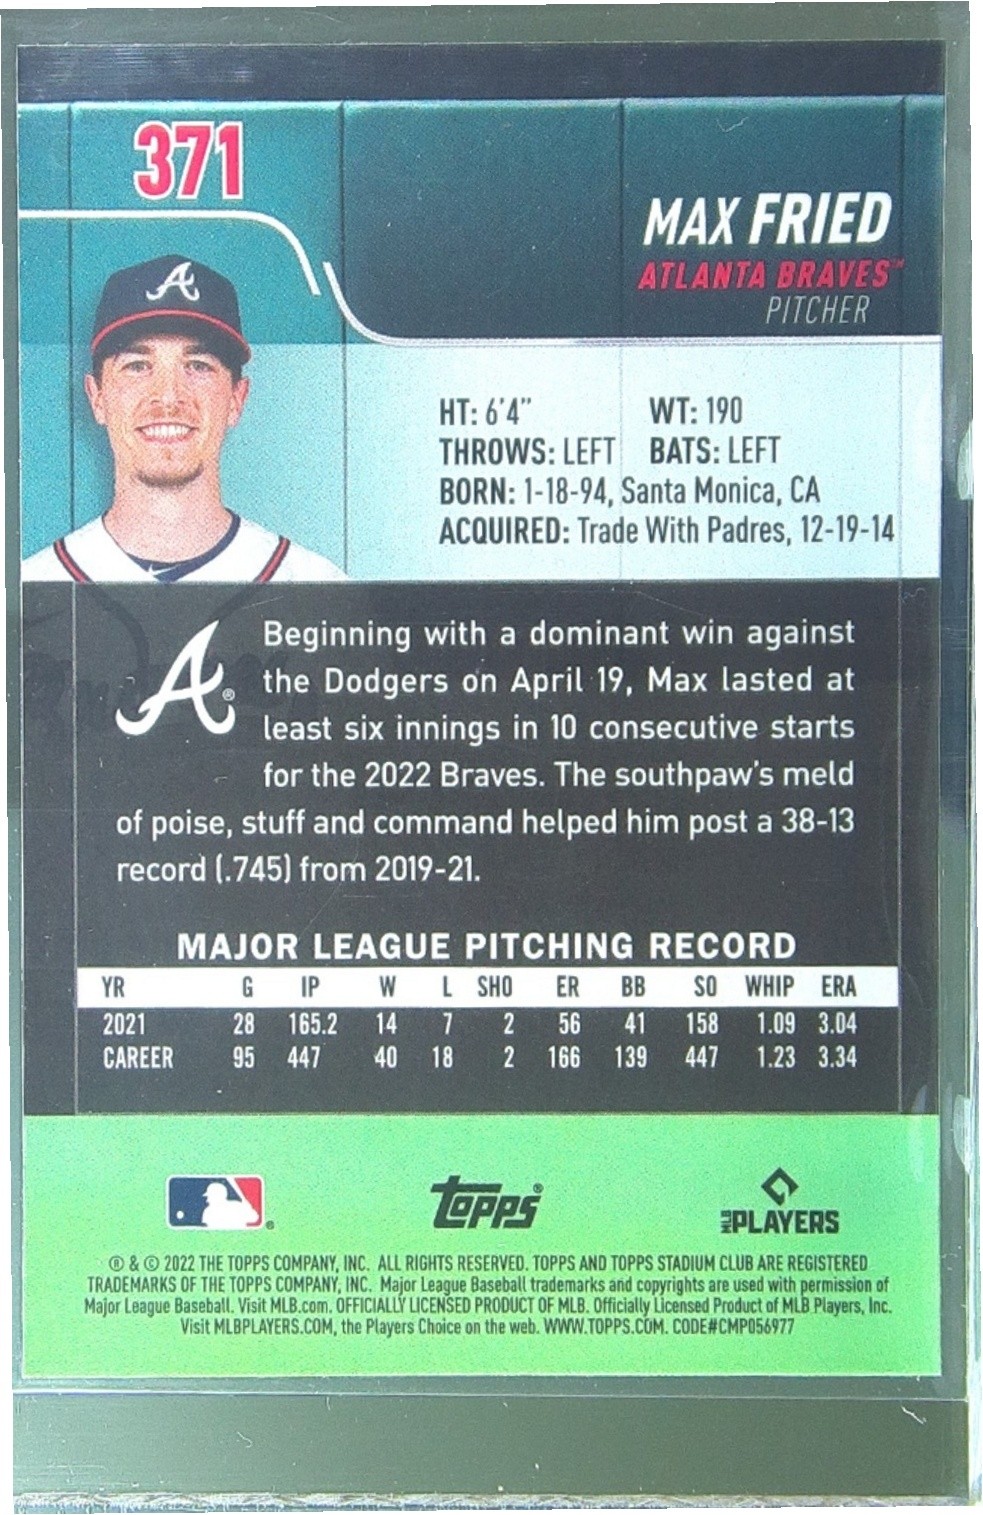 371
MAX FRIED
ATLANTA BRAVES™
PITCHER
HT: 6'4" WT: 190
THROWS: LEFT BATS: LEFT
BORN: 1-18-94, Santa Monica, CA
ACQUIRED: Trade With Padres, 12-19-14
Beginning with a dominant win against
the Dodgers on April 19, Max lasted at
least six innings in 10 consecutive starts
for the 2022 Braves. The southpaw's meld
of poise, stuff and command helped him post a 38-13
record (.745) from 2019-21.
A®
MAJOR LEAGUE PITCHING RECORD
YR G IP W L SHO ER BB SO WHIP ERA
2021 28 165.2 14 7 2 56 41 158 1.09 3.04
CAREER 95 447 40 18 2 166 139 447 1.23 3.34
Topps®
MLB PLAYERS
® & © 2022 THE TOPPS COMPANY, INC. ALL RIGHTS RESERVED. TOPPS AND TOPPS STADIUM CLUB ARE REGISTERED
TRADEMARKS OF THE TOPPS COMPANY, INC. Major League Baseball trademarks and copyrights are used with permission of
Major League Baseball. Visit MLB.com. OFFICIALLY LICENSED PRODUCT OF MLB. Officially Licensed Product of MLB Players, Inc.
Visit MLBPLAYERS.COM, the Players Choice on the web. WWW.TOPPS.COM. CODE#CMP056977